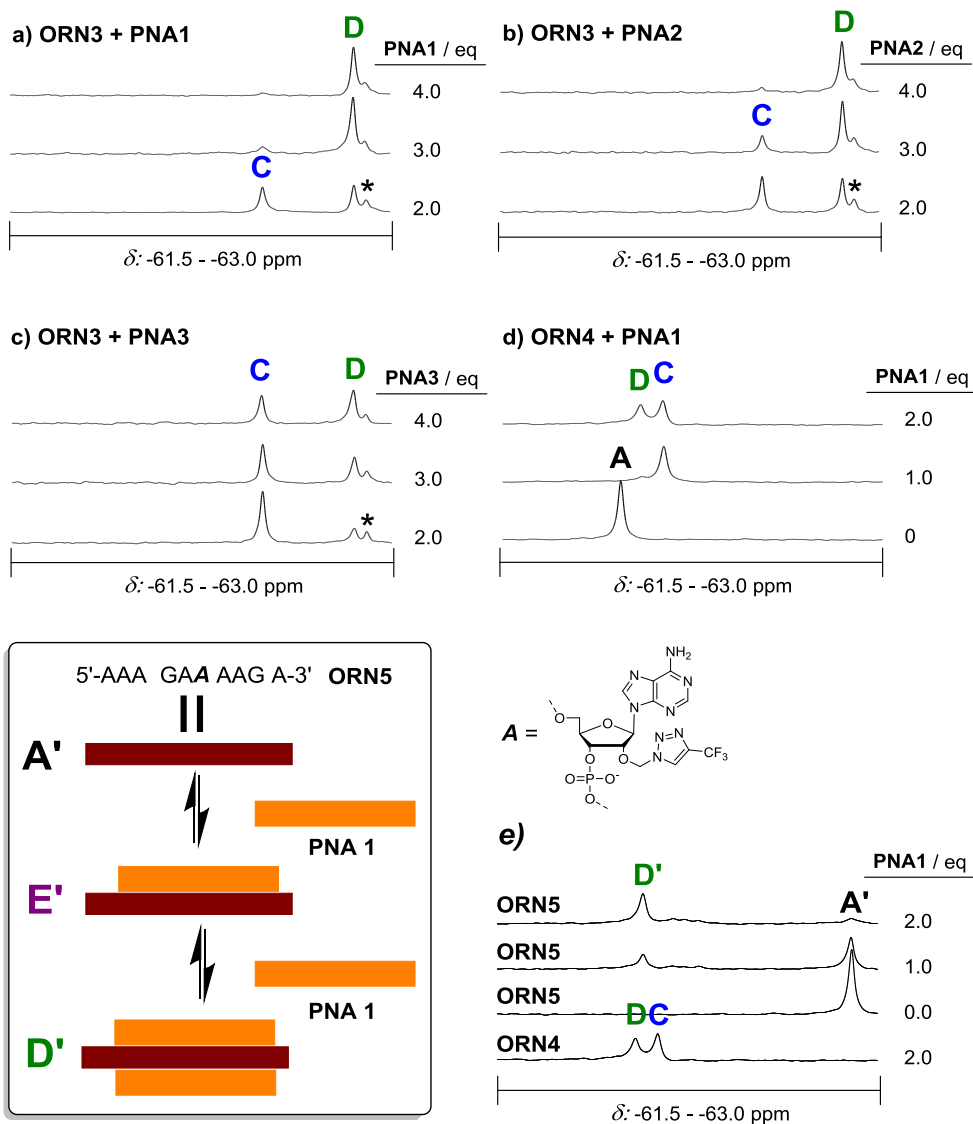 a) ORN3 + PNA1
D
PNA1 / eq
4.0
3.0
C
*
2.0
δ: -61.5 - -63.0 ppm
b) ORN3 + PNA2
D
PNA2 / eq
4.0
C
3.0
*
2.0
δ: -61.5 - -63.0 ppm
c) ORN3 + PNA3
C
D
PNA3 / eq
4.0
3.0
*
2.0
δ: -61.5 - -63.0 ppm
d) ORN4 + PNA1
D
C
PNA1 / eq
2.0
A
1.0
0
δ: -61.5 - -63.0 ppm
5'-AAA GAA AAG A-3' ORN5
A'
PNA 1
E'
PNA 1
D'
A =
NH2
N
N
N
N
O
O
O
O
O=P-O-
O
N
N
N
CF3
e)
PNA1 / eq
D'
A'
ORN5
2.0
ORN5
1.0
ORN5
0.0
D
C
ORN4
2.0
δ: -61.5 - -63.0 ppm